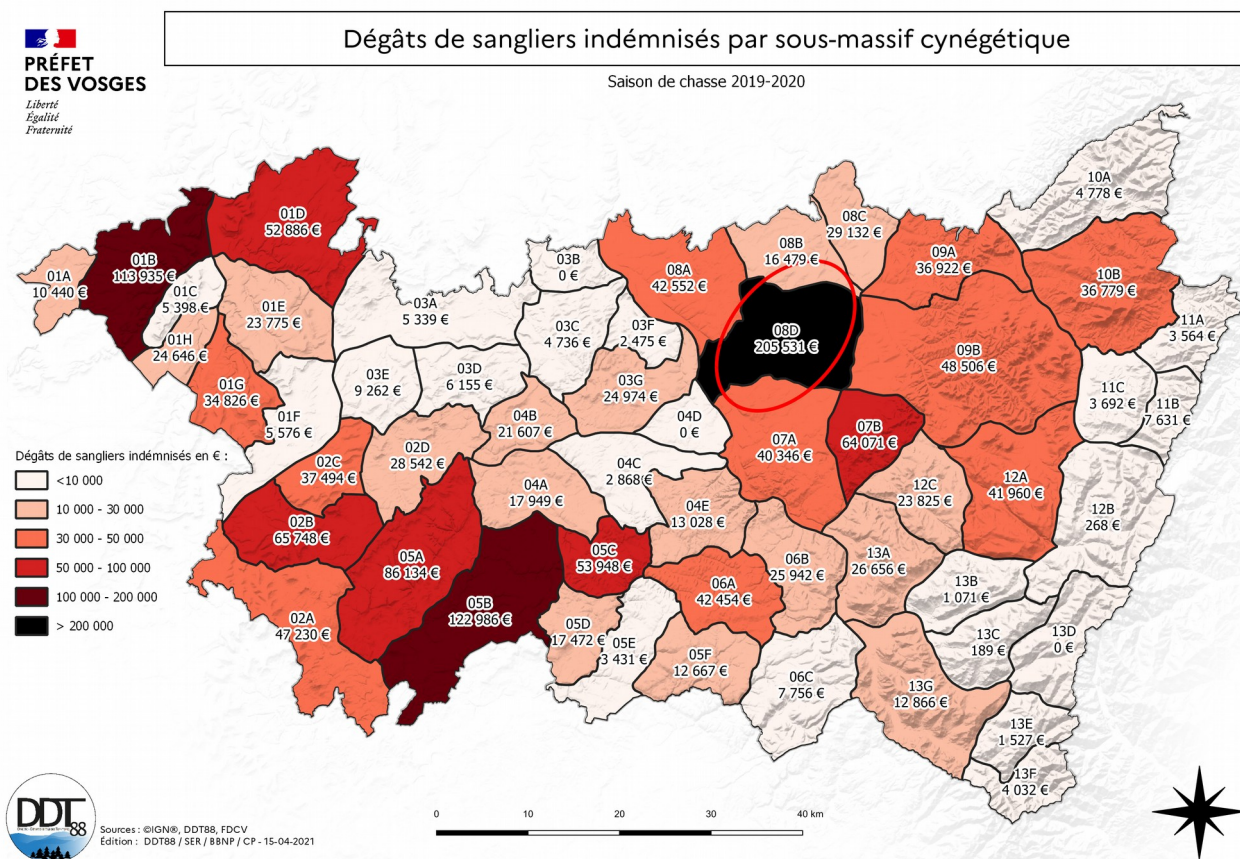 PRÉFET
DES VOSGES
Liberté
Égalité
Fraternité
Dégâts de sangliers indémnisés par sous-massif cynégétique
Saison de chasse 2019-2020
10A
4 778 €
01D
52 886 €
08C
29 132 €
08B
16 479 €
09A
36 922 €
01B
113 935 €
03B
0 €
01A
10 440 €
08A
42 552 €
10B
36 779 €
01C
5 398 €
01E
23 775 €
03A
5 339 €
11A
3 564 €
03C
4 736 €
03F
2 475 €
08D
205 531 €
01H
24 646 €
09B
48 506 €
03E
9 262 €
03D
6 155 €
03G
24 974 €
01G
34 826 €
11C
3 692 €
11B
7 631 €
01F
5 576 €
04B
21 607 €
04D
0 €
07A
40 346 €
07B
64 071 €
02D
28 542 €
02C
37 494 €
04C
2 868 €
04A
17 949 €
12C
23 825 €
12A
41 960 €
04E
13 028 €
12B
268 €
02B
65 748 €
05A
86 134 €
05C
53 948 €
06B
25 942 €
13A
26 656 €
06A
42 454 €
13B
1 071 €
05B
122 986 €
02A
47 230 €
05D
17 472 €
05E
3 431 €
05F
12 667 €
13C
189 €
13D
0 €
06C
7 756 €
13G
12 866 €
13E
1 527 €
13F
4 032 €
Dégâts de sangliers indémnisés en € :
<10 000
10 000 - 30 000
30 000 - 50 000
50 000 - 100 000
100 000 - 200 000
> 200 000
DDT88
Sources : ©IGN®, DDT88, FDCV
Édition : DDT88 / SER / BBNP / CP - 15-04-2021
0 10 20 30 40 km